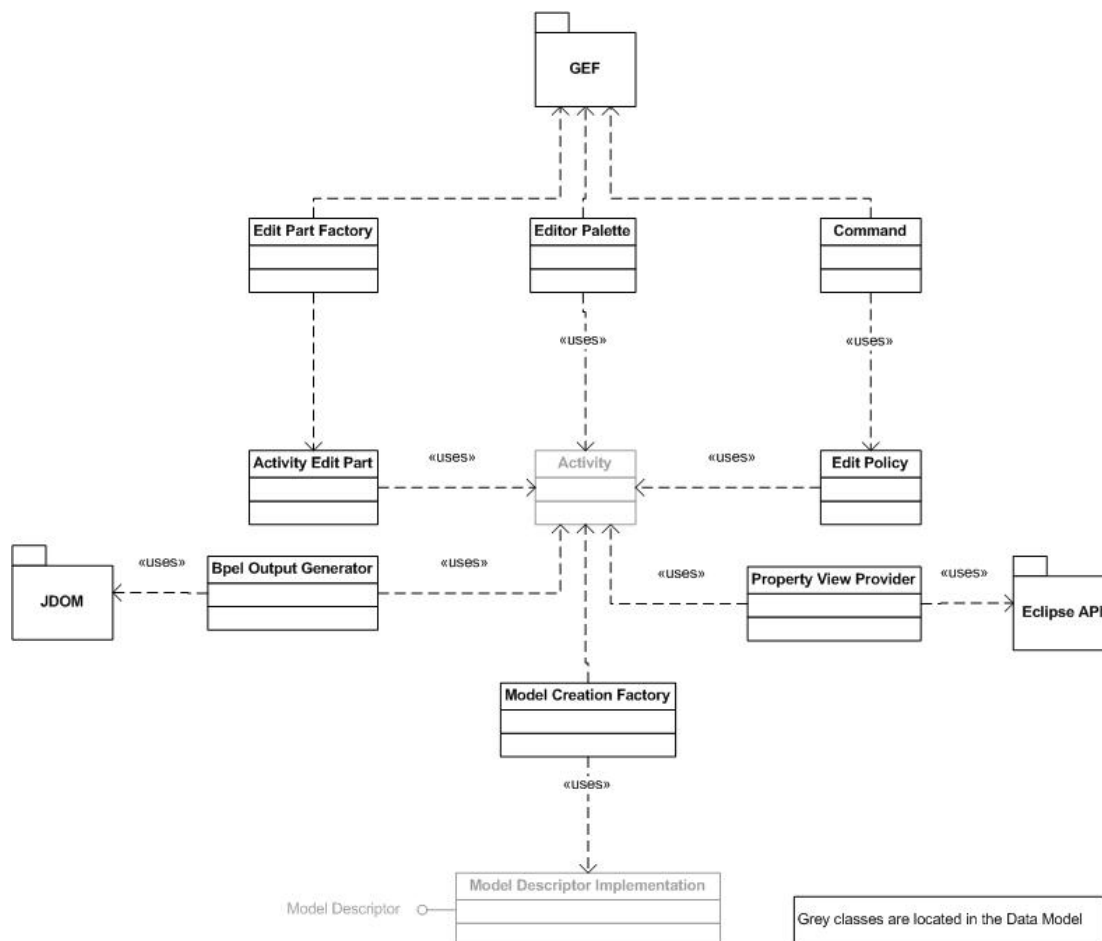 GEF
Edit Part Factory
Editor Palette
Command
«uses»
«uses»
Activity Edit Part
«uses»
Activity
«uses»
Edit Policy
JDOM
«uses»
Bpel Output Generator
«uses»
«uses»
Property View Provider
«uses»
Eclipse API
Model Creation Factory
«uses»
Model Descriptor
Model Descriptor Implementation
Grey classes are located in the Data Model